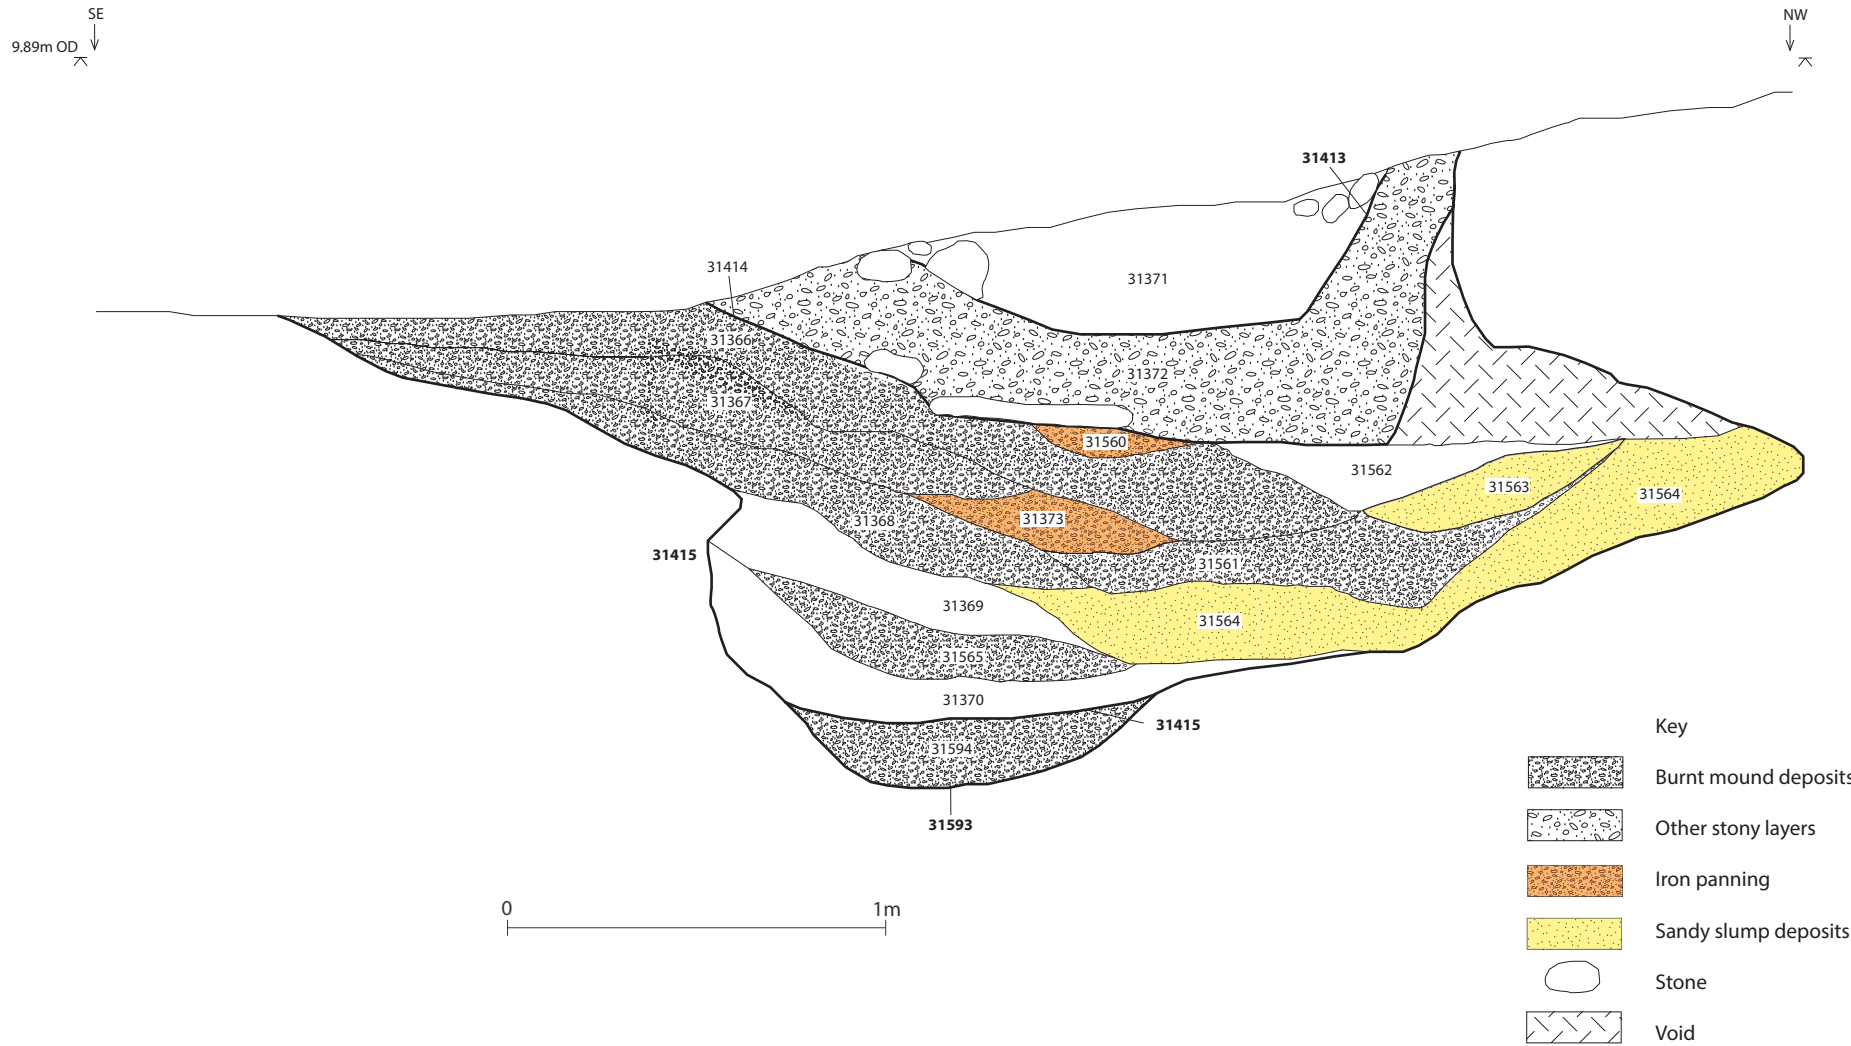 SE
NW
9.89m OD
31413
31414
31371
31366
31372
31367
31560
31562
31563
31564
31373
31368
31415
31561
31369
31564
31565
31370
31415
31594
31593
Key
Burnt mound deposits
Other stony layers
Iron panning
Sandy slump deposits
Stone
Void
0 1m